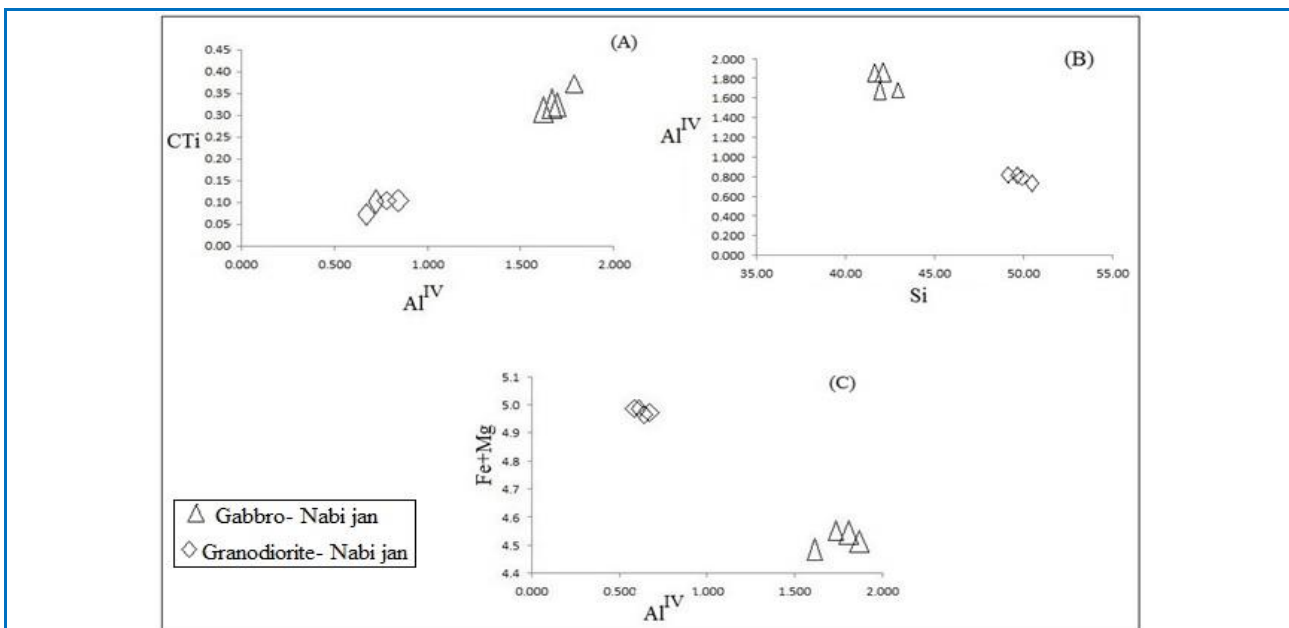 (A)
0.45
0.40
0.35
0.30
0.25
CTi 0.20
0.15
0.10
0.05
0.00
0.000 0.500 1.000 1.500 2.000
Al^IV
(B)
2.000
1.800
1.600
1.400
Al^IV 1.200
1.000
0.800
0.600
0.400
0.200
0.000
35.00 40.00 45.00 50.00 55.00
Si
(C)
5.1
5.0
4.9
4.8
Fe+Mg
4.7
4.6
4.5
4.4
0.000 0.500 1.000 1.500 2.000
Al^IV
Gabbro- Nabi jan
Granodiorite- Nabi jan